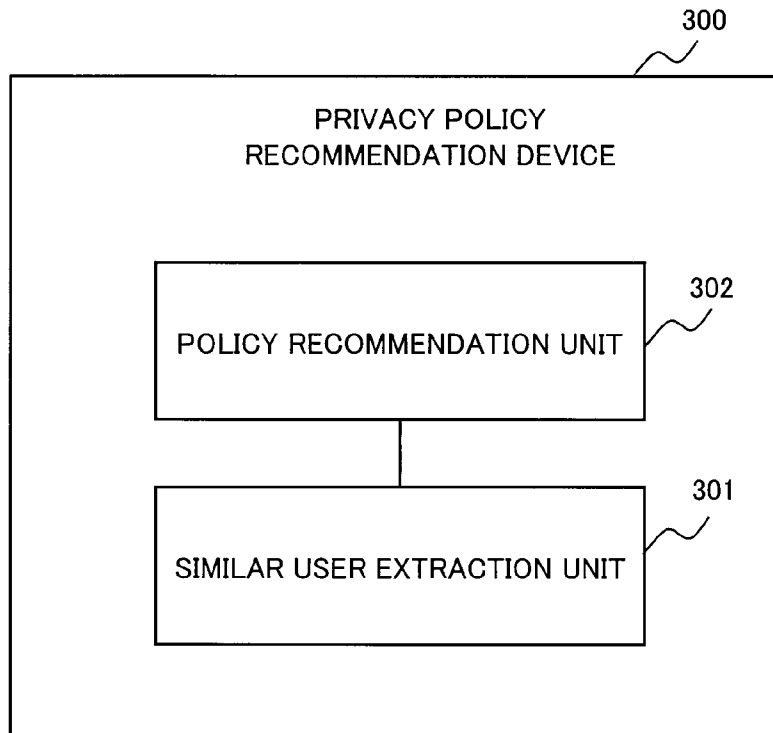 300
PRIVACY POLICY
RECOMMENDATION DEVICE
302
POLICY RECOMMENDATION UNIT
301
SIMILAR USER EXTRACTION UNIT